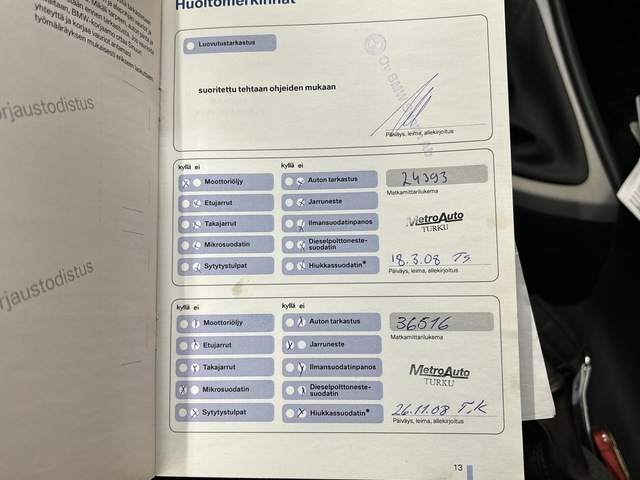 Huoltomerkinnät
Luovutustarkastus
suoritettu tehtaan ohjeiden mukaan
Oy BMW
Päiväys, leima, allekirjoitus
kyllä ei
kyllä ei
Moottoriöljy
Auton tarkastus
24393
Matkamittarilukema
Etujarrut
Jarruneste
Takajarrut
Ilmansuodatinpanos
MetroAuto
TURKU
Mikrosuodatin
Dieselpolttoneste-
suodatin
Sytytystulpat
Hiukkassuodatin*
18.3.08 Ts
Päiväys, leima, allekirjoitus
kyllä ei
kyllä ei
Moottoriöljy
Auton tarkastus
36516
Matkamittarilukema
Etujarrut
Jarruneste
Takajarrut
Ilmansuodatinpanos
MetroAuto
TURKU
Mikrosuodatin
Dieselpolttoneste-
suodatin
Sytytystulpat
Hiukkassuodatin*
26.11.08 T.K
Päiväys, leima, allekirjoitus
13